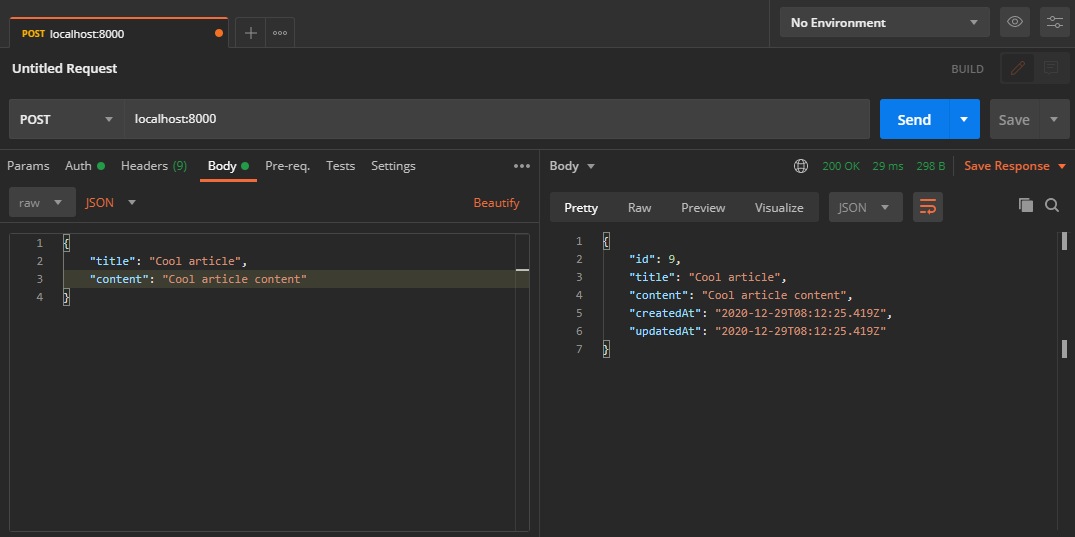 POST localhost:8000
No Environment
Untitled Request
BUILD
POST
localhost:8000
Send
Save
Params Auth Headers (9) Body Pre-req. Tests Settings
raw JSON Beautify
1 {
2 "title": "Cool article",
3 "content": "Cool article content"
4 }
Body 200 OK 29 ms 298 B Save Response
Pretty Raw Preview Visualize JSON
1 {
2 "id": 9,
3 "title": "Cool article",
4 "content": "Cool article content",
5 "createdAt": "2020-12-29T08:12:25.419Z",
6 "updatedAt": "2020-12-29T08:12:25.419Z"
7 }